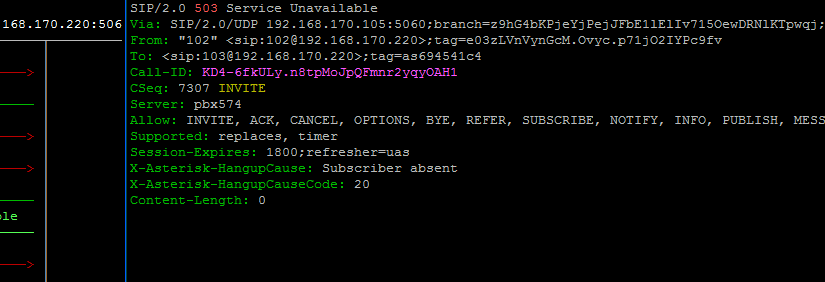 SIP/2.0 503 Service Unavailable
168.170.220:506 Via: SIP/2.0/UDP 192.168.170.105:5060;branch=z9hG4bKPjeYjPejJFbE1lElIv715OewDRNlKTpwqj;
From: "102" <sip:102@192.168.170.220>;tag=e03zLVnVynGcM.Ovyc.p71jO2IYPc9fv
To: <sip:103@192.168.170.220>;tag=as694541c4
Call-ID: KD4-6fkULy.n8tpMoJpQFmnr2yqyOAH1
CSeq: 7307 INVITE
Server: pbx574
Allow: INVITE, ACK, CANCEL, OPTIONS, BYE, REFER, SUBSCRIBE, NOTIFY, INFO, PUBLISH, MESS
Supported: replaces, timer
Session-Expires: 1800;refresher=uas
X-Asterisk-HangupCause: Subscriber absent
X-Asterisk-HangupCauseCode: 20
Content-Length: 0
ble